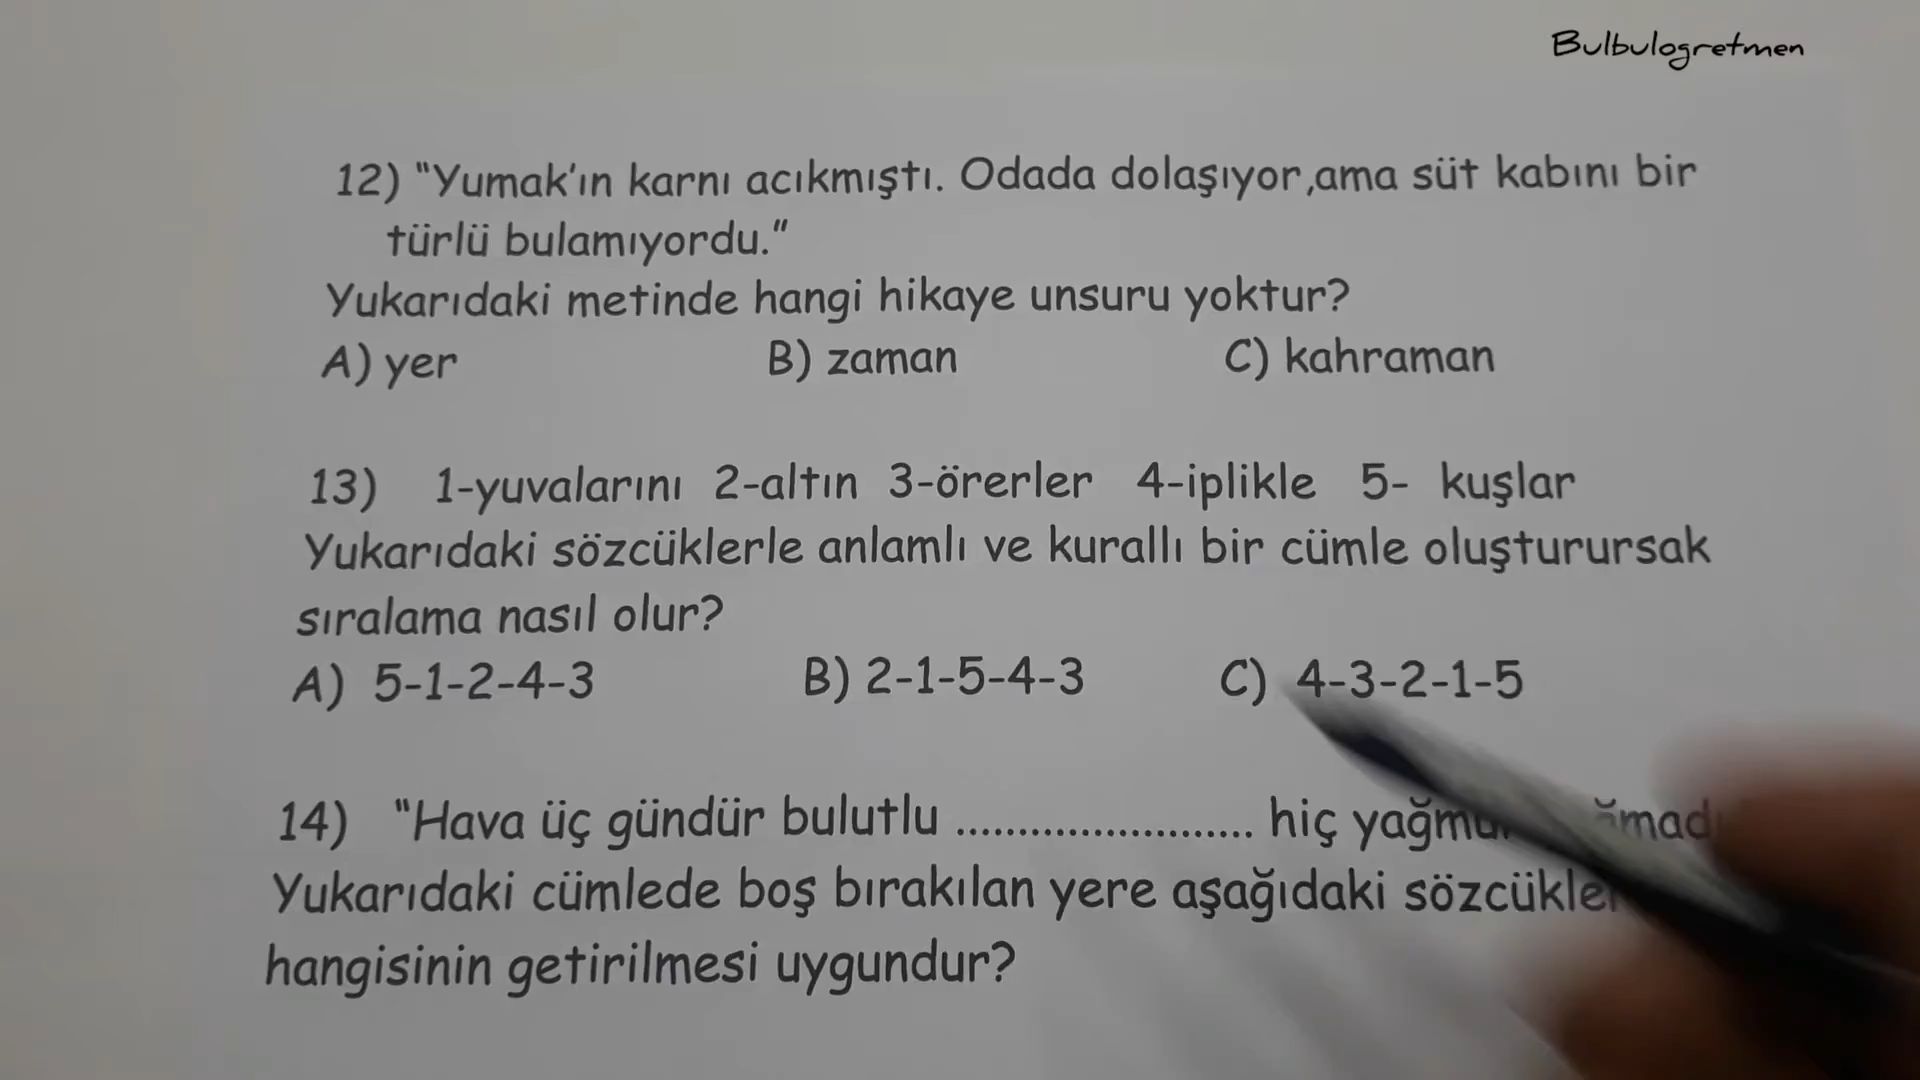 Bulbulogretmen
12) "Yumak'ın karnı acıkmıştı. Odada dolaşıyor,ama süt kabını bir
türlü bulamıyordu."
Yukarıdaki metinde hangi hikaye unsuru yoktur?
A) yer B) zaman C) kahraman
13) 1-yuvalarını 2-altın 3-örerler 4-iplikle 5- kuşlar
Yukarıdaki sözcüklerle anlamlı ve kurallı bir cümle oluşturursak
sıralama nasıl olur?
A) 5-1-2-4-3 B) 2-1-5-4-3 C) 4-3-2-1-5
14) "Hava üç gündür bulutlu ........................ hiç
Yukarıdaki cümlede boş bırakılan yere aşağıdaki
hangisinin getirilmesi uygundur?